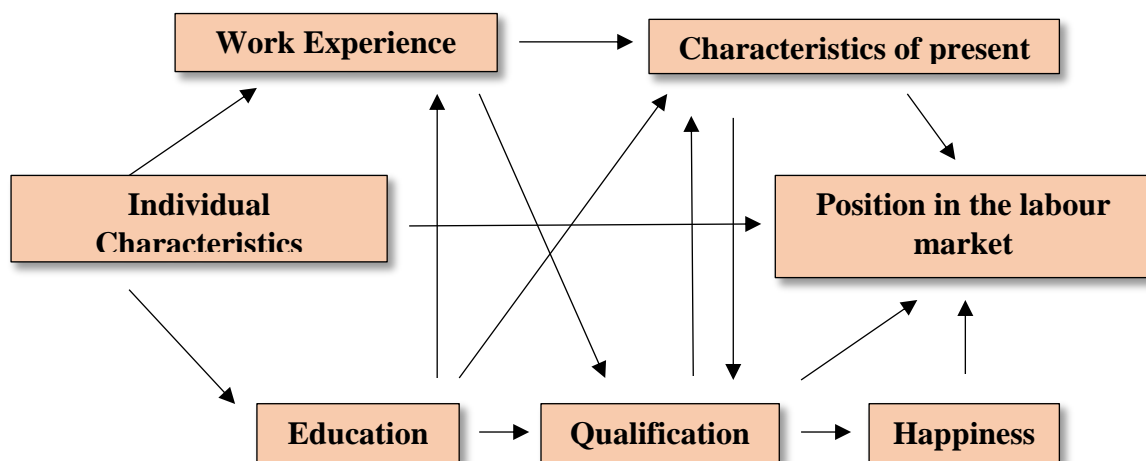 Work Experience
Characteristics of present
Individual
Characteristics
Position in the labour
market
Education
Qualification
Happiness